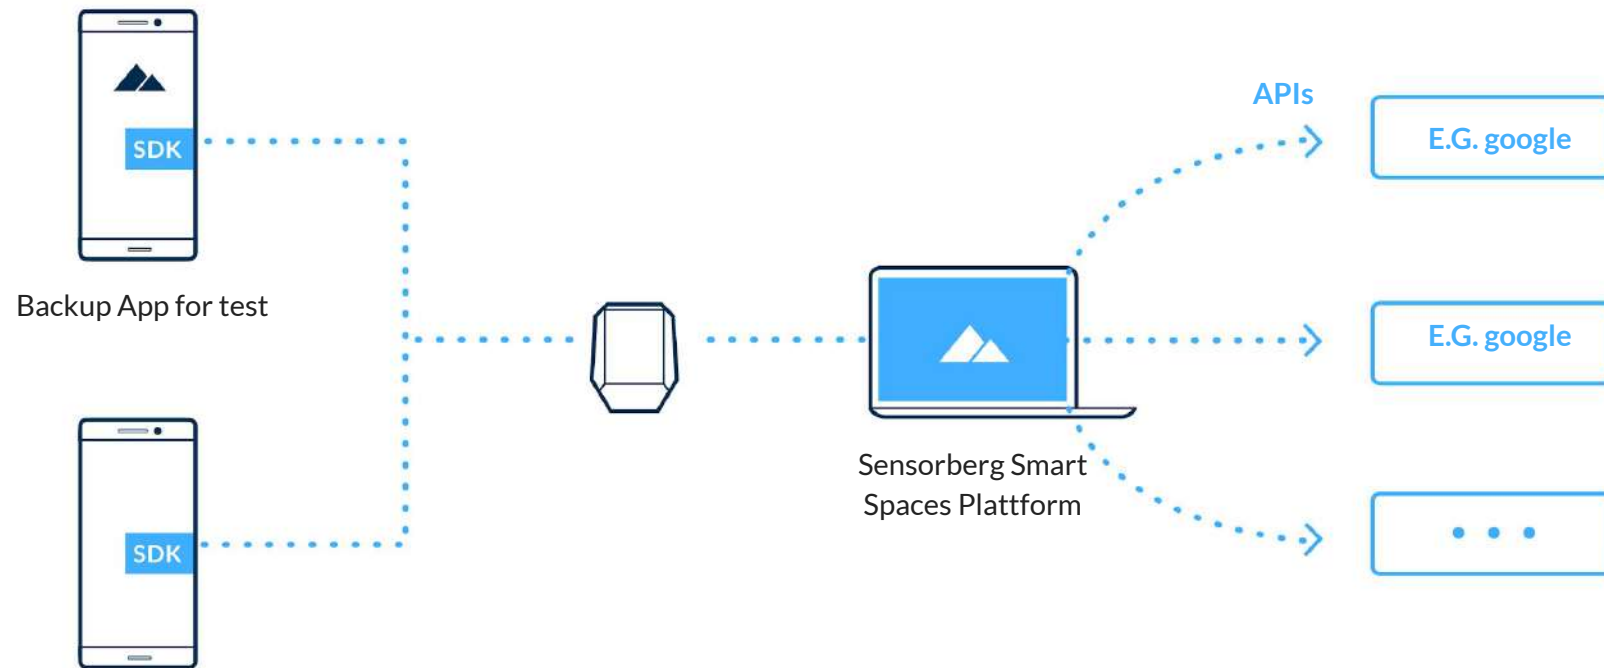 SDK
Backup App for test
SDK
Sensorberg Smart
Spaces Plattform
APIs
E.G. google
E.G. google
• • •